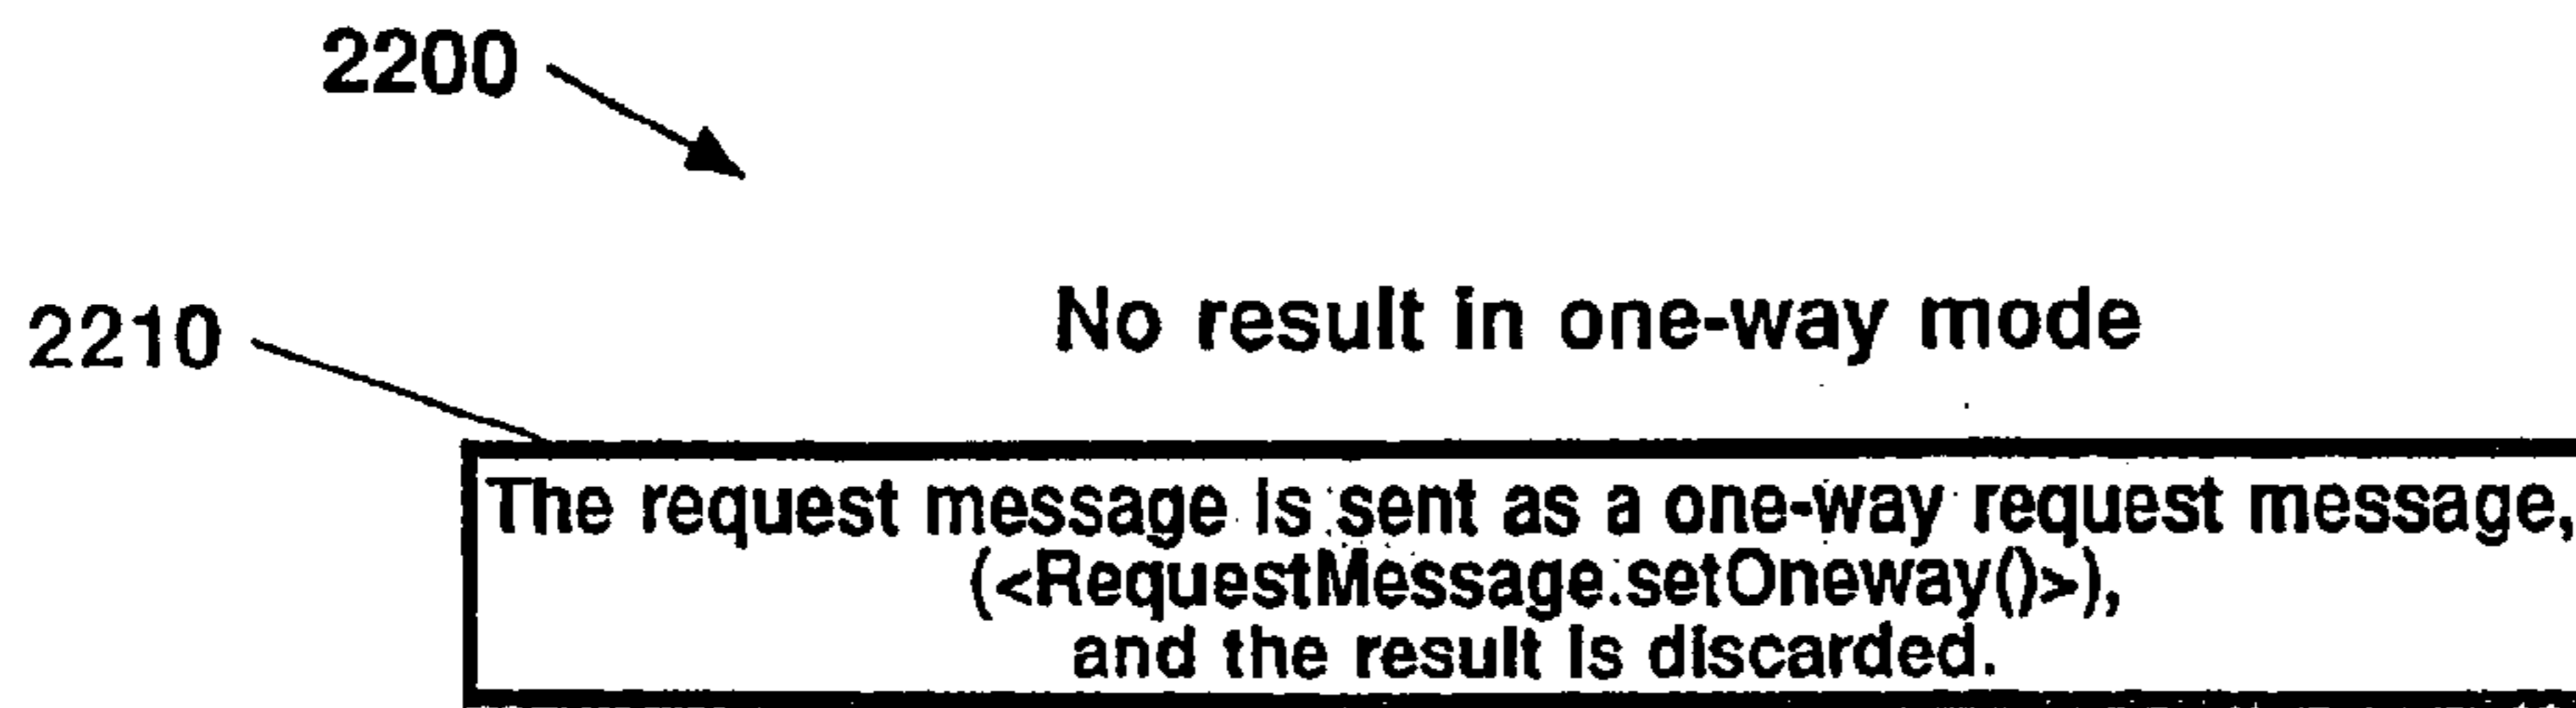 2200
No result in one-way mode
2210
The request message is sent as a one-way request message,
(<RequestMessage.setOneway()>),
and the result is discarded.